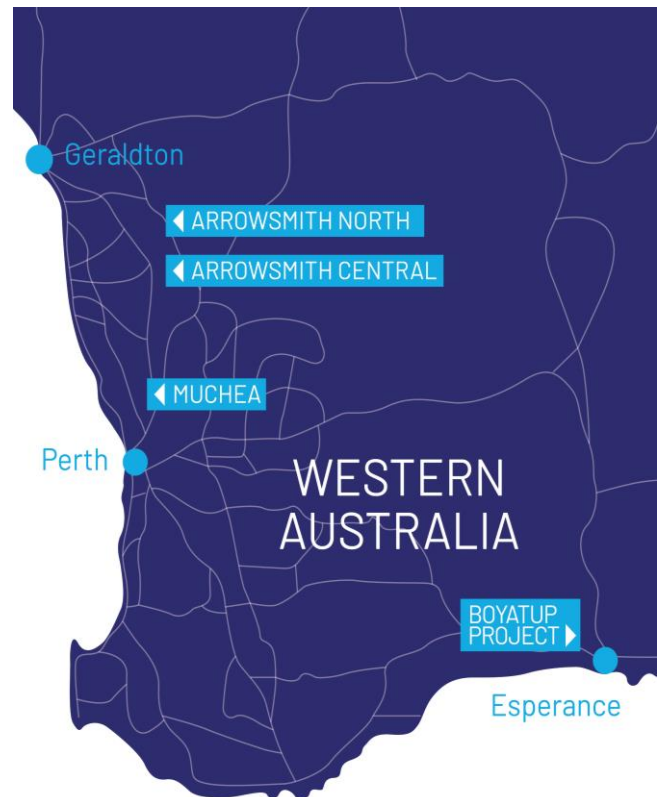 Geraldton
ARROWSMITH NORTH
ARROWSMITH CENTRAL
MUCHEA
Perth
WESTERN
AUSTRALIA
BOYATUP
PROJECT
Esperance